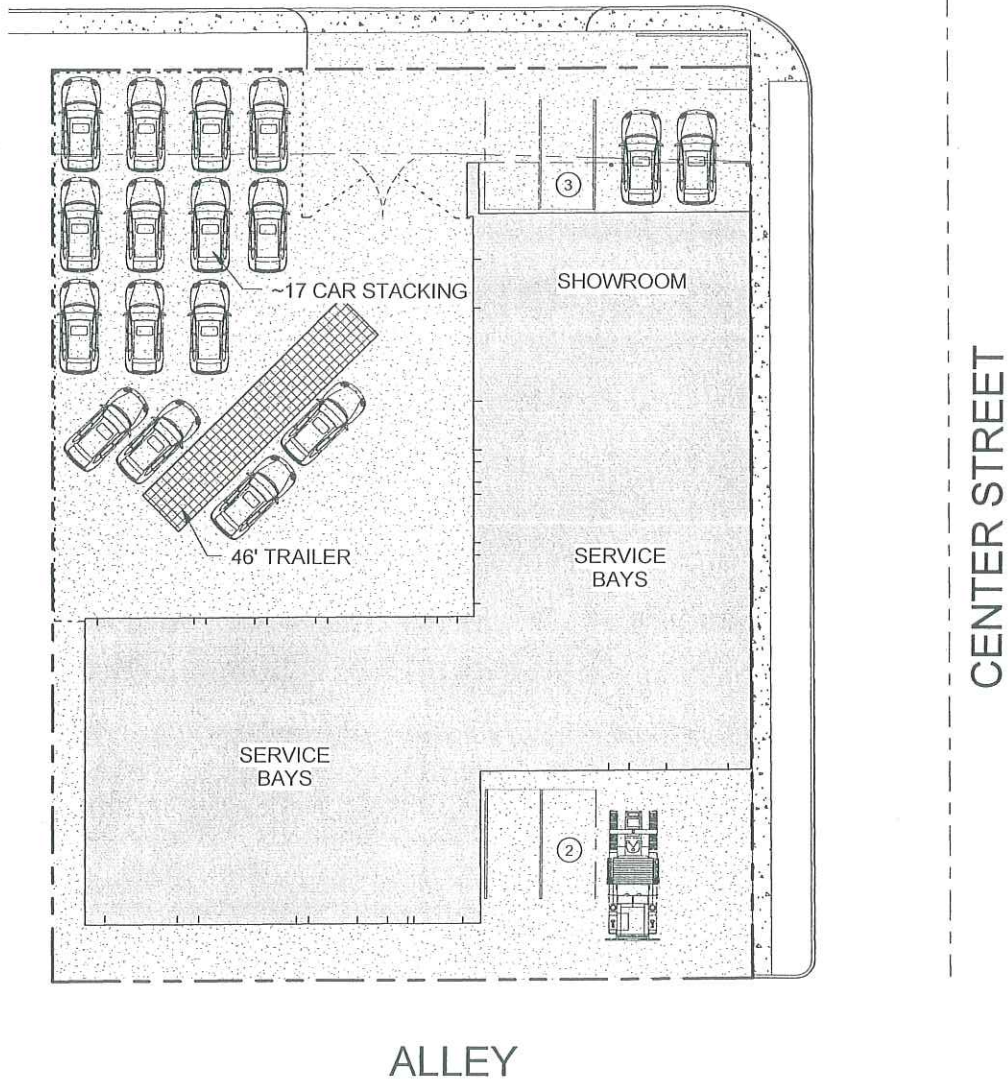 ③
~17 CAR STACKING
SHOWROOM
46' TRAILER
SERVICE
BAYS
SERVICE
BAYS
②
CENTER STREET
ALLEY